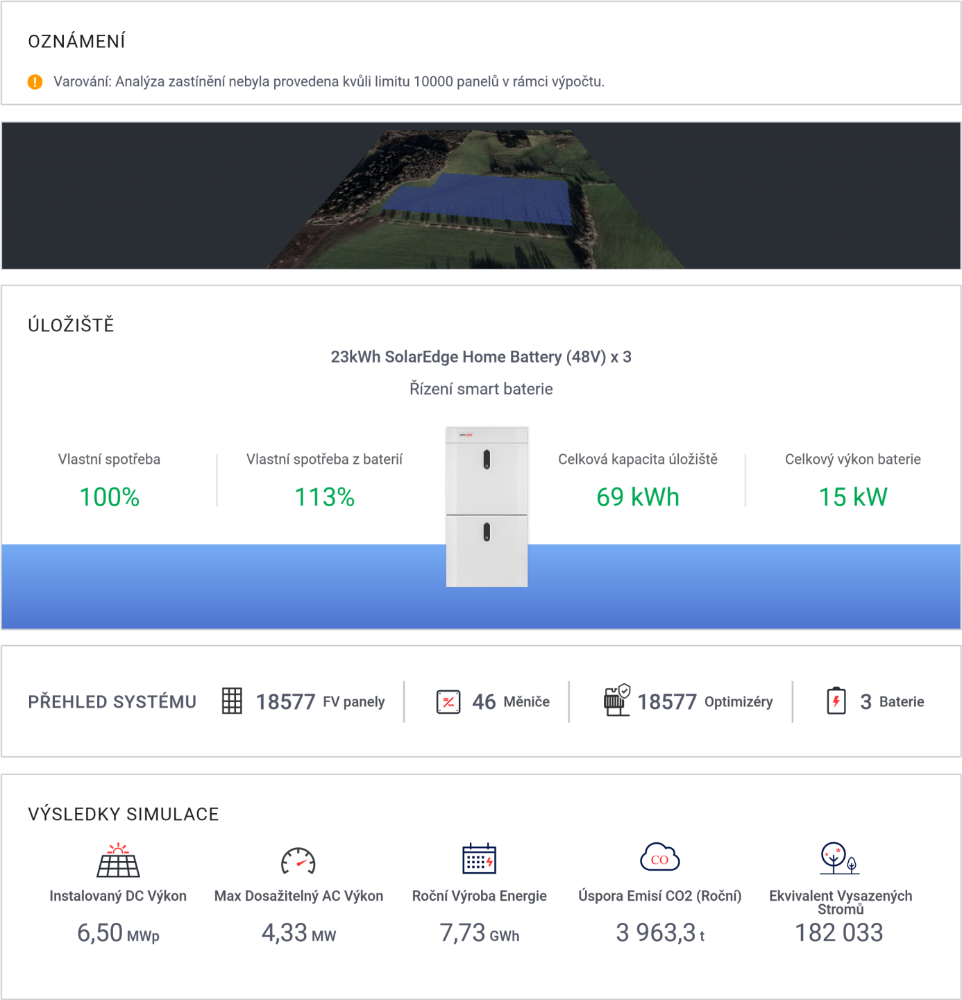 OZNÁMENÍ
Varování: Analýza zastínění nebyla provedena kvůli limitu 10000 panelů v rámci výpočtu.
ÚLOŽIŠTĚ
23kWh SolarEdge Home Battery (48V) x 3
Řízení smart baterie
Vlastní spotřeba
100%
Vlastní spotřeba z baterií
113%
Celková kapacita úložiště
69 kWh
Celkový výkon baterie
15 kW
PŘEHLED SYSTÉMU
18577 FV panely
46 Měniče
18577 Optimizéry
3 Baterie
VÝSLEDKY SIMULACE
Instalovaný DC Výkon
6,50 MWp
Max Dosažitelný AC Výkon
4,33 MW
Roční Výroba Energie
7,73 GWh
CO
Úspora Emisí CO2 (Roční)
3 963,3 t
Ekvivalent Vysazených
Stromů
182 033